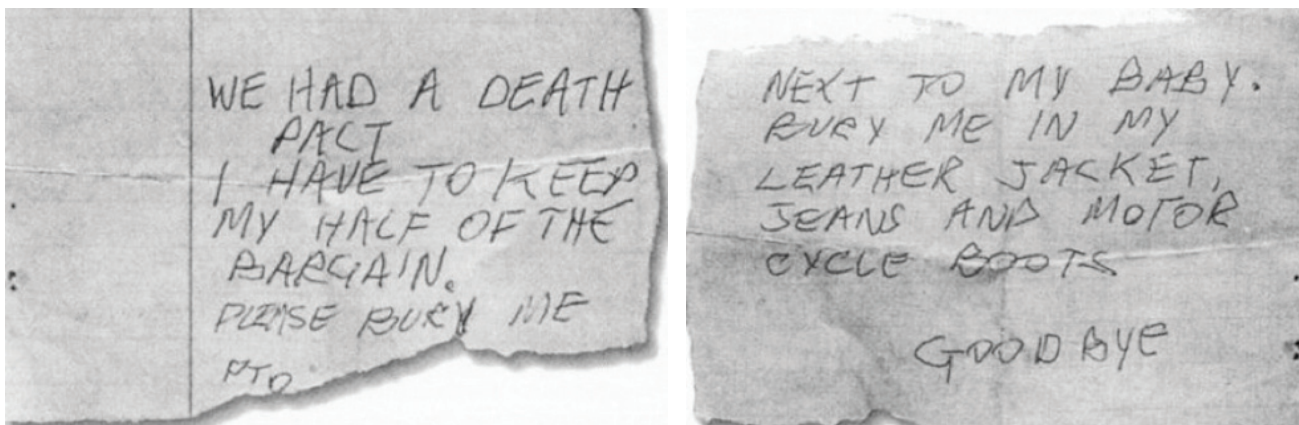 WE HAD A DEATH
PACT
I HAVE TO KEEP
MY HALF OF THE
BARGAIN.
PLEASE BURY ME
PTO
NEXT TO MY BABY.
BURY ME IN MY
LEATHER JACKET,
JEANS AND MOTOR
CYCLE BOOTS
GOODBYE